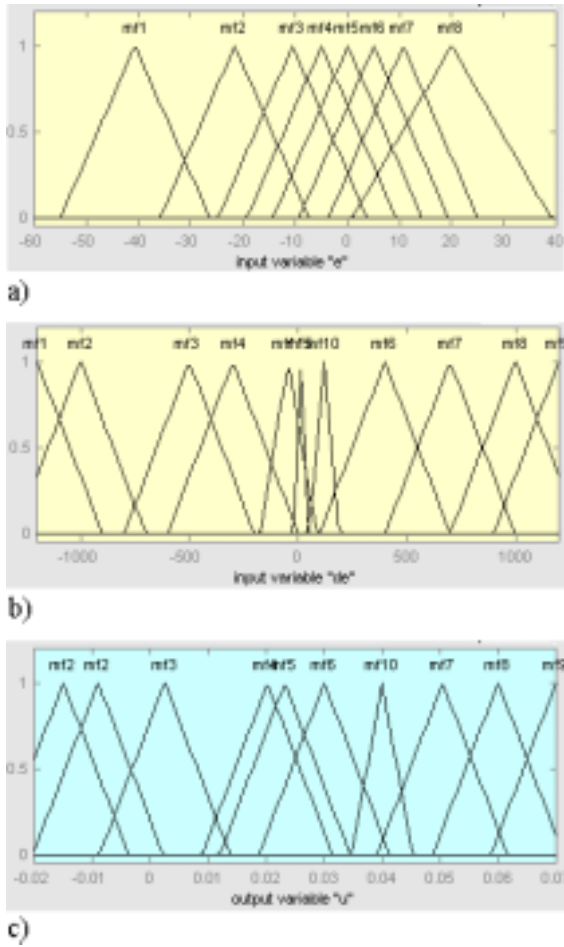 mf1 mf2 mf3 mf4 mf5 mf6 mf7 mf8
1
0.5
0
-60 -50 -40 -30 -20 -10 0 10 20 30 40
input variable "e"
a)
mf1 mf2 mf3 mf4 mf10 mf6 mf7 mf8
1
0.5
0
-1000 -500 0 500 1000
input variable "de"
b)
mf2 mf2 mf3 mf4 mf5 mf6 mf10 mf7 mf8 mf9
1
0.5
0
-0.02 -0.01 0 0.01 0.02 0.03 0.04 0.05 0.06 0.07
output variable "u"
c)